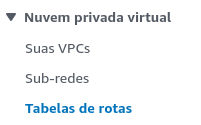 Nuvem privada virtual
Suas VPCs
Sub-redes
Tabelas de rotas